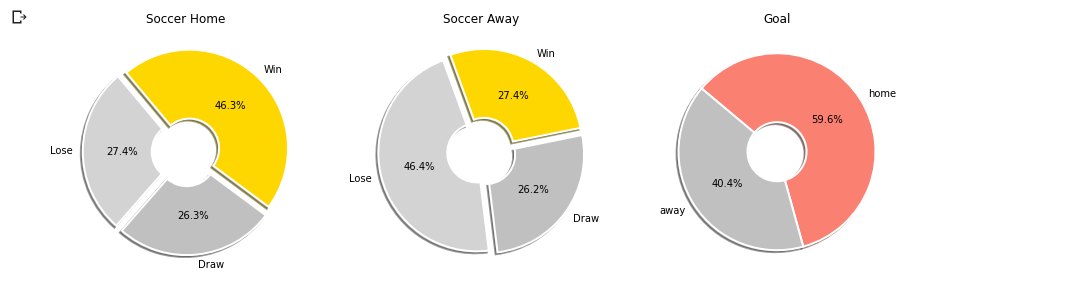 Soccer Home
Win
46.3%
Lose
27.4%
26.3%
Draw
Soccer Away
Win
27.4%
46.4%
Lose
26.2%
Draw
Goal
home
59.6%
40.4%
away